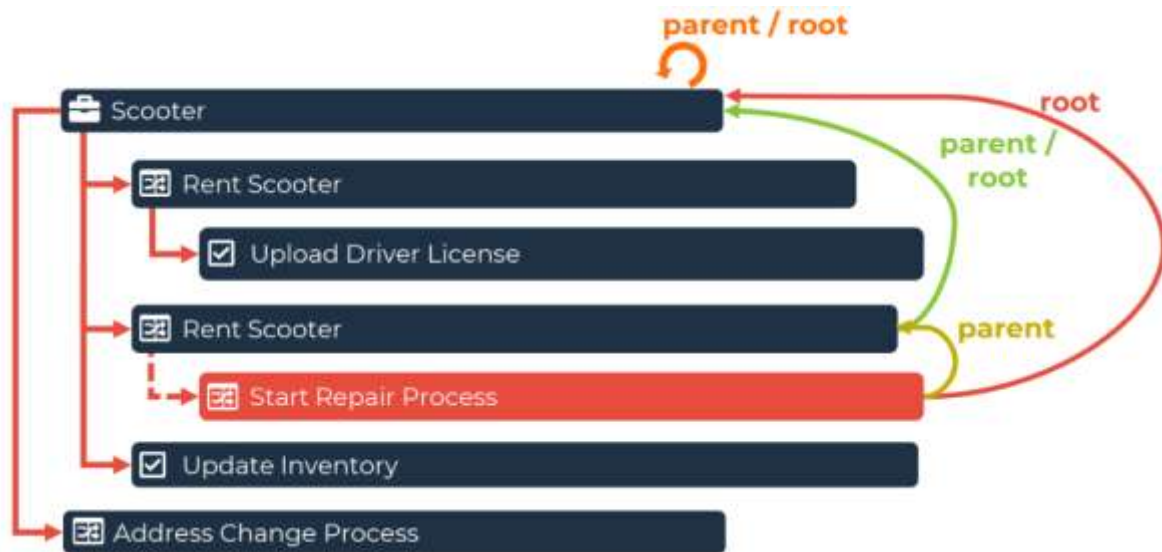 parent / root
Scooter
root
parent /
root
Rent Scooter
Upload Driver License
Rent Scooter
parent
Start Repair Process
Update Inventory
Address Change Process